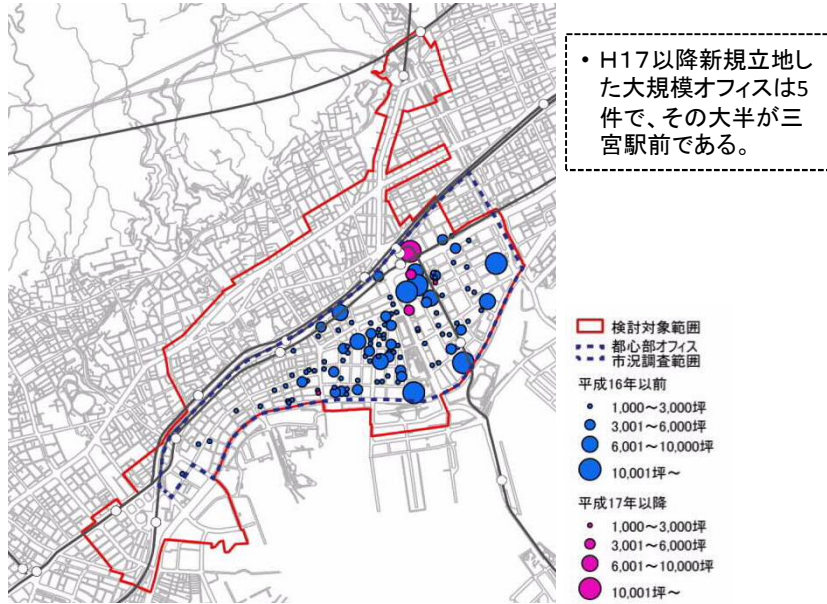 • H17以降新規立地し
た大規模オフィスは5
件で、その大半が三
宮駅前である。
検討対象範囲
都心部オフィス
市況調査範囲
平成16年以前
1,000～3,000坪
3,001～6,000坪
6,001～10,000坪
10,001坪～
平成17年以降
1,000～3,000坪
3,001～6,000坪
6,001～10,000坪
10,001坪～